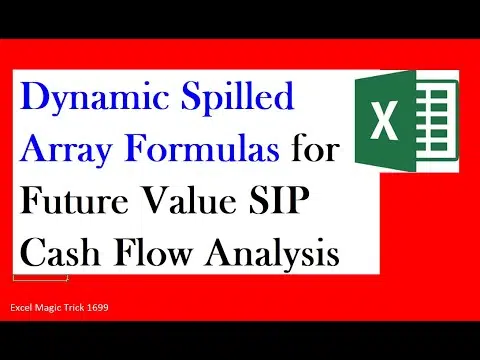 Dynamic Spilled
Array Formulas for
Future Value SIP
Cash Flow Analysis
X
Excel Magic Trick 1699